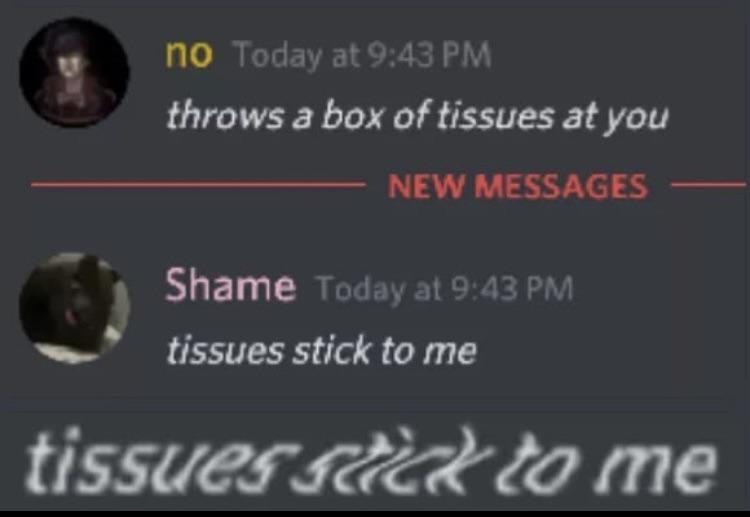 no Today at 9:43 PM
throws a box of tissues at you
NEW MESSAGES
Shame Today at 9:43 PM
tissues stick to me
tissues stick to me